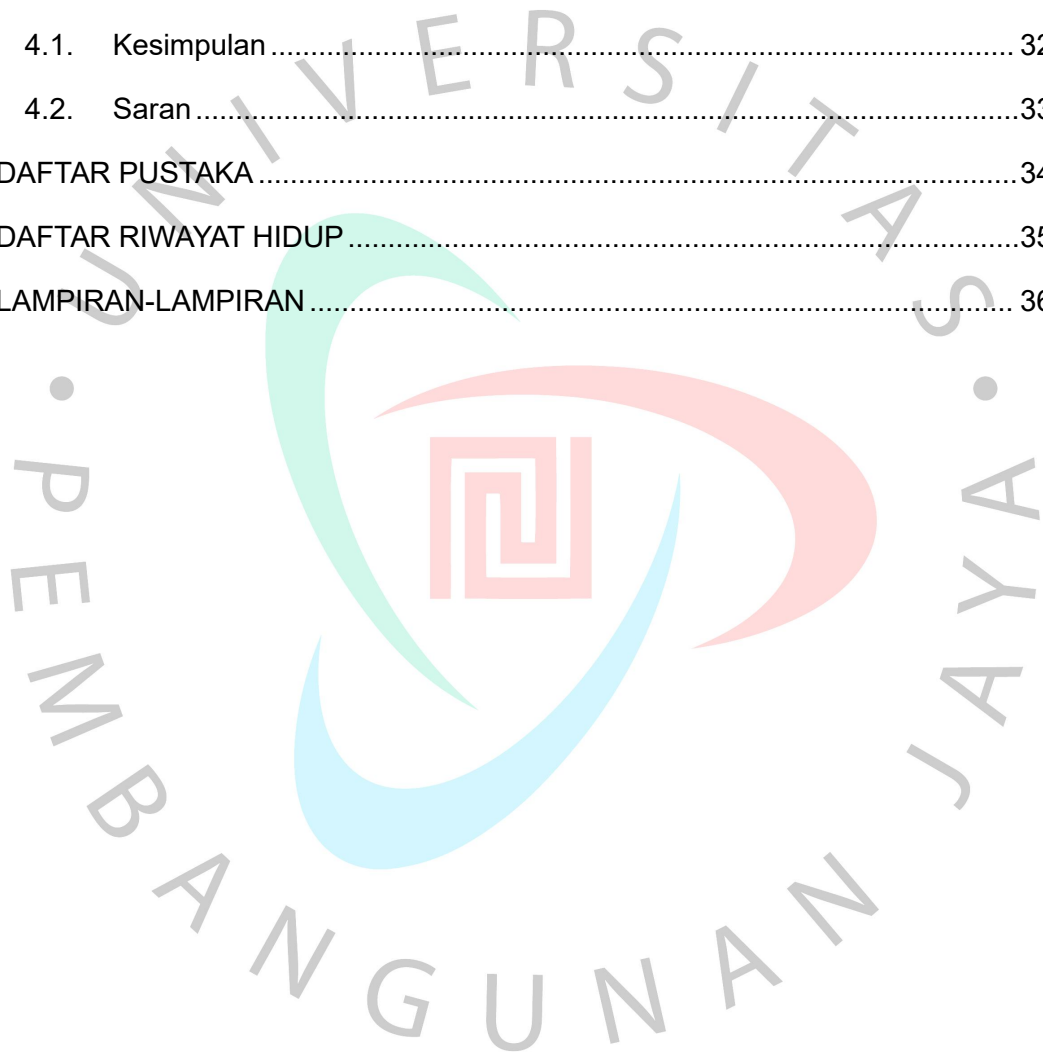 4.1. Kesimpulan ........................................................................................ 32
4.2. Saran ........................................................................................33
DAFTAR PUSTAKA ........................................................................................34
DAFTAR RIWAYAT HIDUP ........................................................................................35
LAMPIRAN-LAMPIRAN ........................................................................................ 36
UNIVERSITAS • PEMBANGUNAN JAYA •